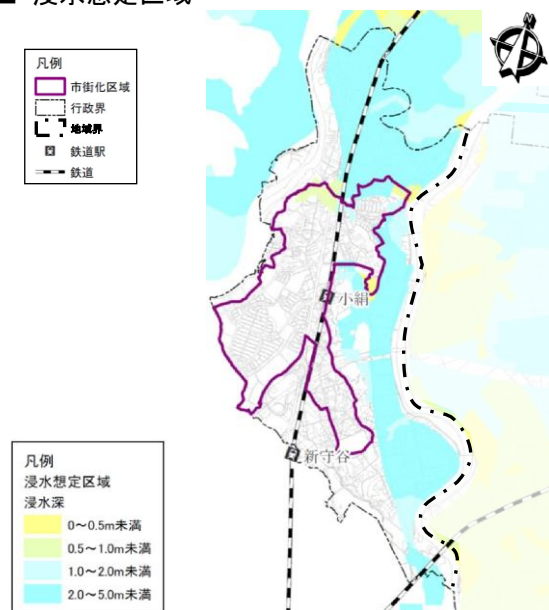 浸水想定区域
凡例
市街化区域
行政界
地域界
鉄道駅
鉄道
小絹
新守谷
凡例
浸水想定区域
浸水深
0～0.5m未満
0.5～1.0m未満
1.0～2.0m未満
2.0～5.0m未満